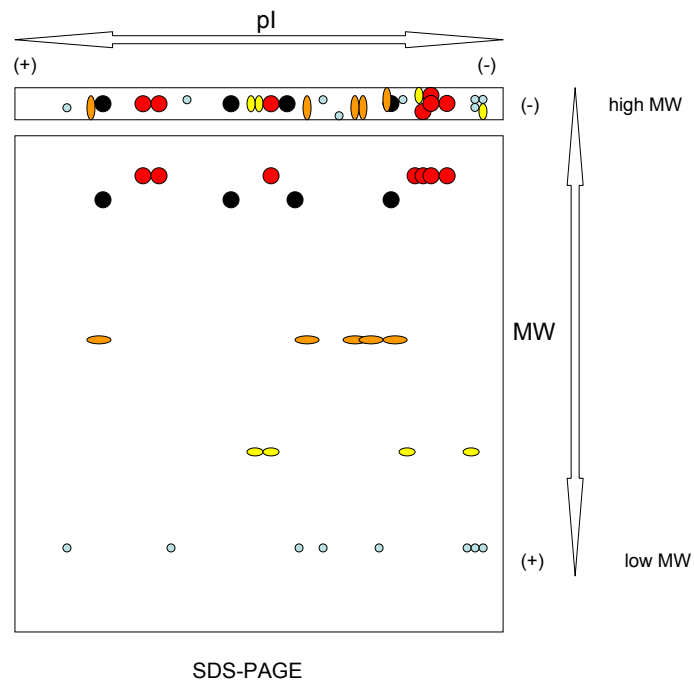 pI
(+)
(-)
(-)
high MW
MW
(+)
low MW
SDS-PAGE